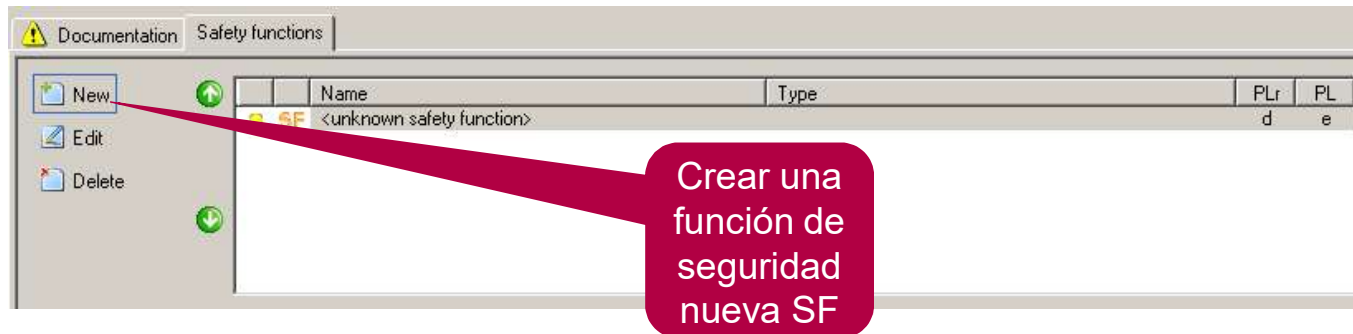 Documentation Safety functions
New
Name Type PLr PL
SF <unknown safety function> d e
Edit
Delete
Crear una
función de
seguridad
nueva SF